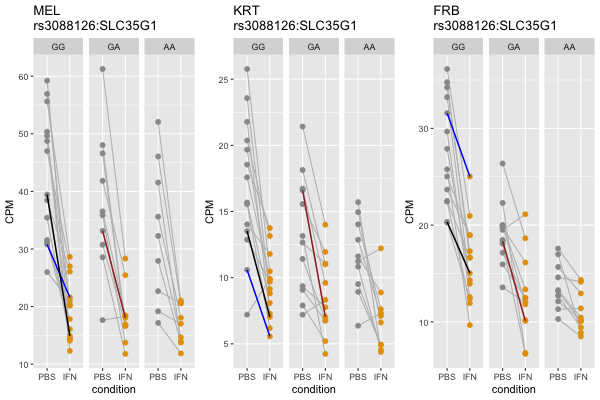 MEL
rs3088126:SLC35G1
GG GA AA
60
50
40
30
20
10
CPM
PBS IFN PBS IFN PBS IFN
condition
KRT
rs3088126:SLC35G1
GG GA AA
25
20
15
10
5
CPM
PBS IFN PBS IFN PBS IFN
condition
FRB
rs3088126:SLC35G1
GG GA AA
30
20
10
CPM
PBS IFN PBS IFN PBS IFN
condition